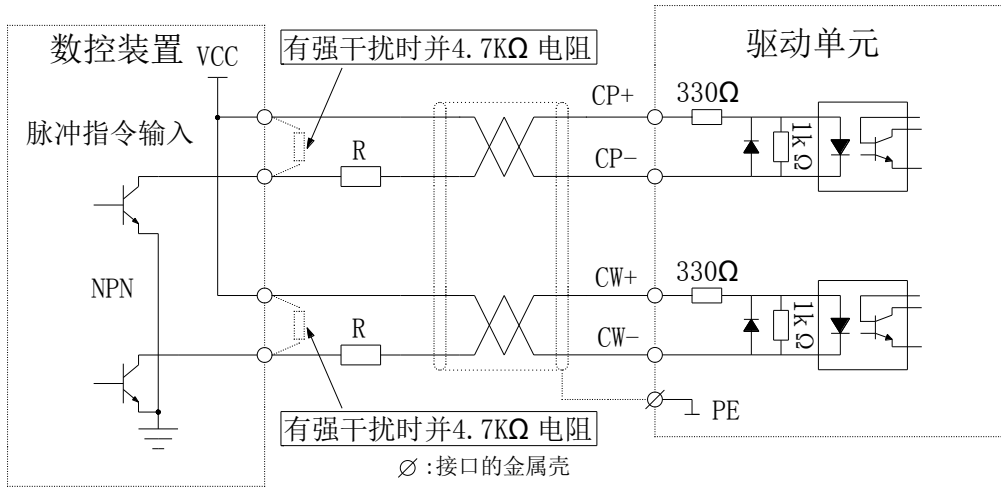 数控装置
VCC
有强干扰时并4.7KΩ 电阻
驱动单元
脉冲指令输入
CP+
330Ω
R
CP-
1kΩ
NPN
CW+
330Ω
R
CW-
1kΩ
PE
有强干扰时并4.7KΩ 电阻
∅:接口的金属壳